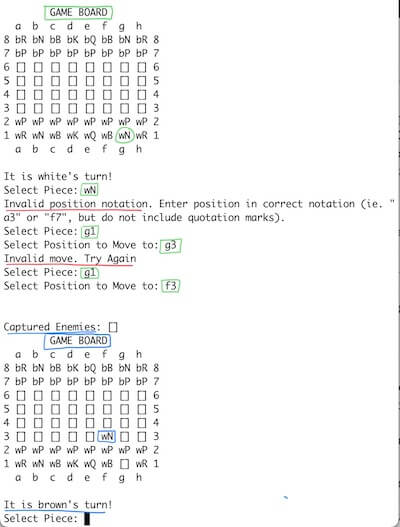 GAME BOARD
a b c d e f g h
8 bR bN bB bK bQ bB bN bR 8
7 bP bP bP bP bP bP bP bP 7
6 [] [] [] [] [] [] [] [] 6
5 [] [] [] [] [] [] [] [] 5
4 [] [] [] [] [] [] [] [] 4
3 [] [] [] [] [] [] [] [] 3
2 wP wP wP wP wP wP wP wP 2
1 wR wN wB wK wQ wB wN wR 1
a b c d e f g h
It is white's turn!
Select Piece: wN
Invalid position notation. Enter position in correct notation (ie. "
a3" or "f7", but do not include quotation marks).
Select Piece: g1
Select Position to Move to: g3
Invalid move. Try Again
Select Piece: g1
Select Position to Move to: f3
Captured Enemies: []
GAME BOARD
a b c d e f g h
8 bR bN bB bK bQ bB bN bR 8
7 bP bP bP bP bP bP bP bP 7
6 [] [] [] [] [] [] [] [] 6
5 [] [] [] [] [] [] [] [] 5
4 [] [] [] [] [] [] [] [] 4
3 [] [] [] [] [] wN [] [] 3
2 wP wP wP wP wP wP wP wP 2
1 wR wN wB wK wQ wB [] wR 1
a b c d e f g h
It is brown's turn!
Select Piece: